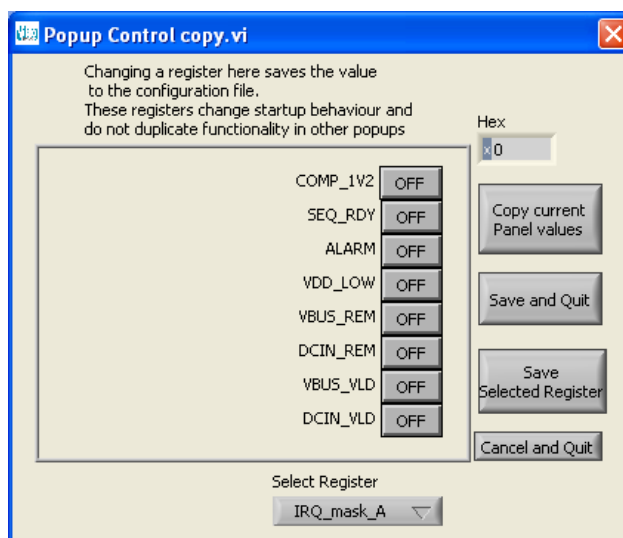 Popup Control copy.vi
Changing a register here saves the value
to the configuration file.
These registers change startup behaviour and
do not duplicate functionality in other popups
Hex
x0
COMP_1V2 OFF
SEQ_RDY OFF
ALARM OFF
VDD_LOW OFF
VBUS_REM OFF
DCIN_REM OFF
VBUS_VLD OFF
DCIN_VLD OFF
Copy current
Panel values
Save and Quit
Save
Selected Register
Cancel and Quit
Select Register
IRQ_mask_A